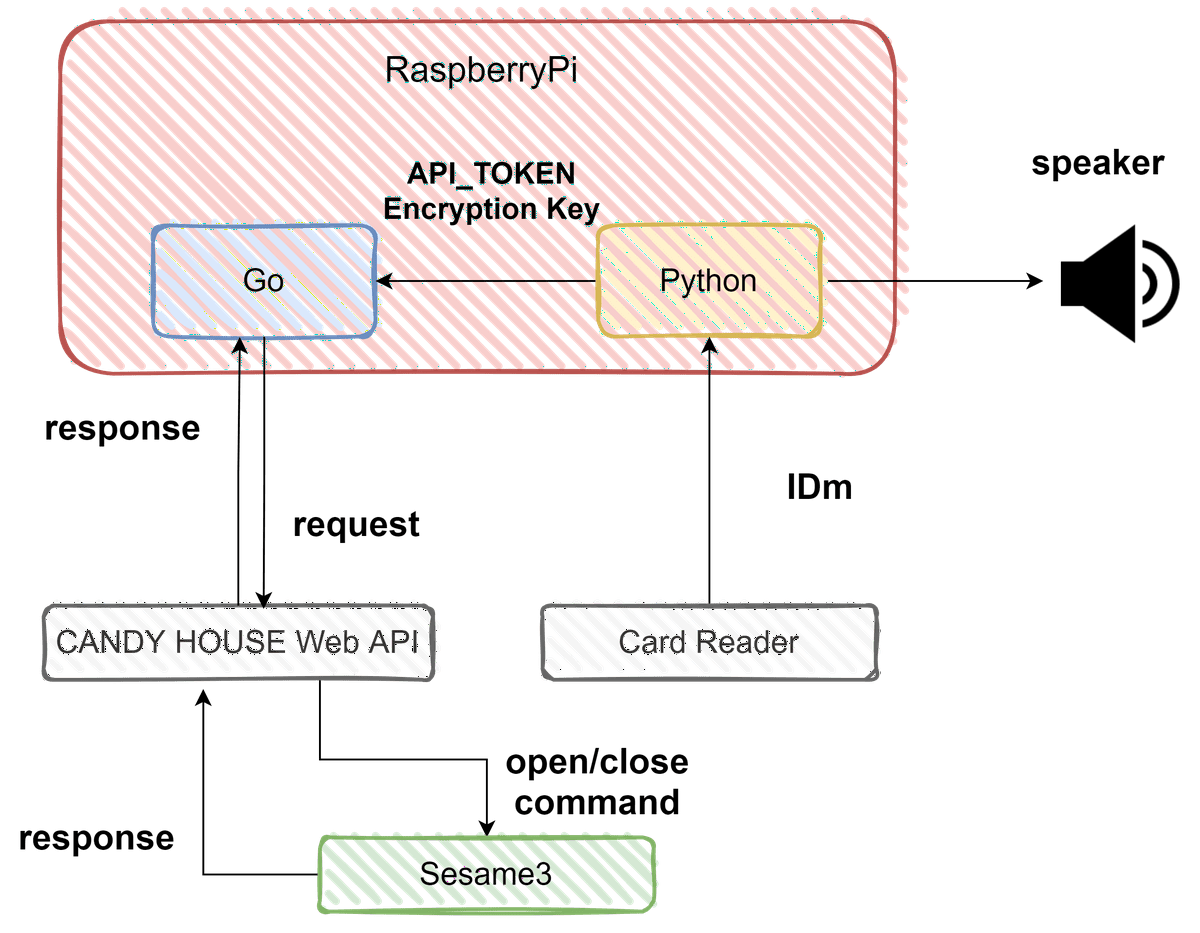 RaspberryPi
API_TOKEN
Encryption Key
speaker
Go
Python
response
request
IDm
CANDY HOUSE Web API
Card Reader
open/close
command
response
Sesame3